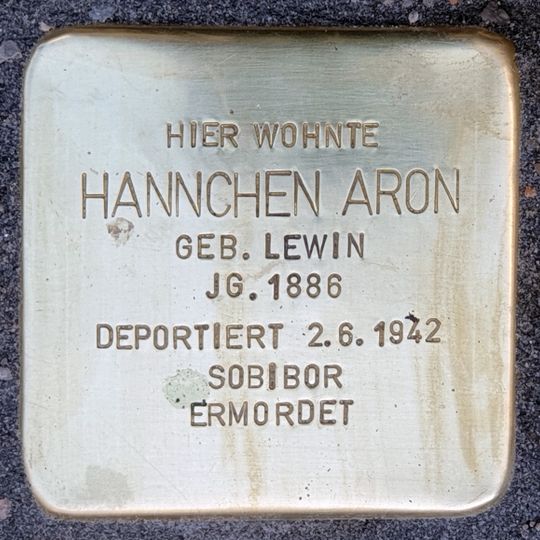 HIER WOHNTE
HANNCHEN ARON
GEB. LEWIN
JG. 1886
DEPORTIERT 2.6.1942
SOBIBOR
ERMORDET